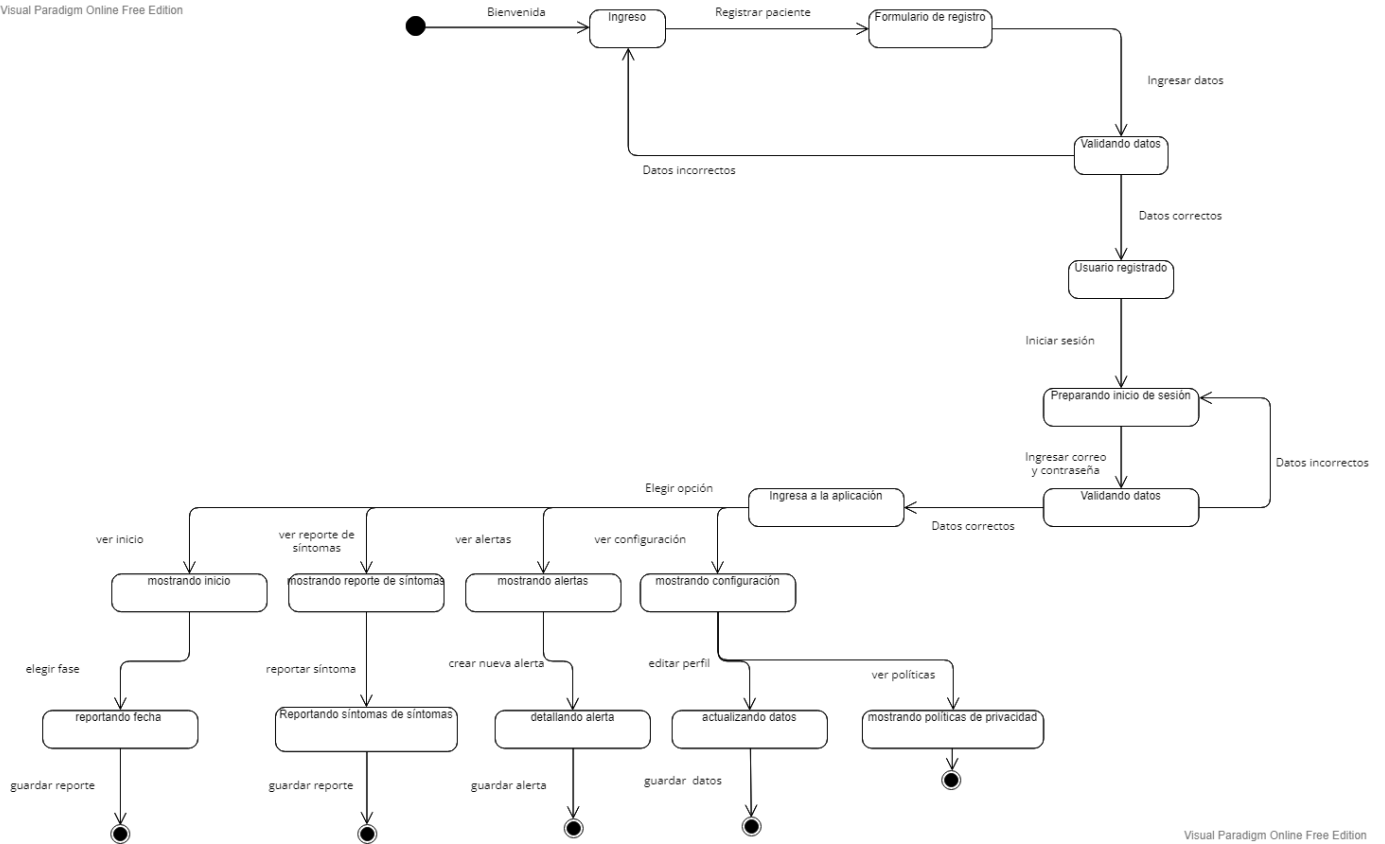 Visual Paradigm Online Free Edition
Bienvenida
Ingreso
Registrar paciente
Formulario de registro
Ingresar datos
Validando datos
Datos incorrectos
Datos correctos
Usuario registrado
Iniciar sesión
Preparando inicio de sesión
Ingresar correo
y contraseña
Datos incorrectos
Elegir opción
Ingresa a la aplicación
Validando datos
Datos correctos
ver inicio
ver reporte de
síntomas
ver alertas
ver configuración
mostrando inicio
mostrando reporte de síntomas
mostrando alertas
mostrando configuración
elegir fase
reportar síntoma
crear nueva alerta
editar perfil
ver políticas
reportando fecha
Reportando síntomas de síntomas
detallando alerta
actualizando datos
mostrando políticas de privacidad
guardar reporte
guardar reporte
guardar alerta
guardar  datos
Visual Paradigm Online Free Edition